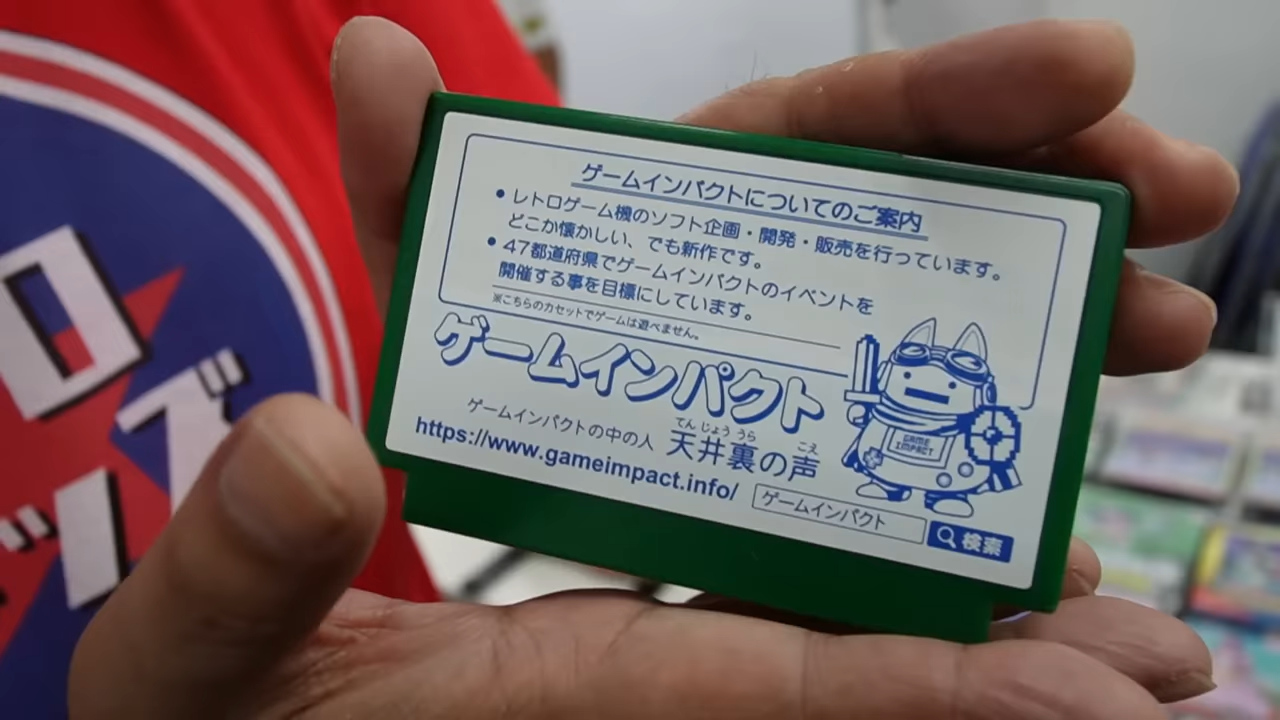 ゲームインパクトについてのご案内
● レトロゲーム機のソフト企画・開発・販売を行っています。
どこか懐かしい、でも新作です。
● 47都道府県でゲームインパクトのイベントを
開催する事を目標にしています。
※こちらのカセットでゲームは遊べません。
ゲームインパクト
てんじょううら こえ
ゲームインパクトの中の人 天井裏の声
https://www.gameimpact.info/
ゲームインパクト 検索
GAME
IMPACT
ロ
ズ